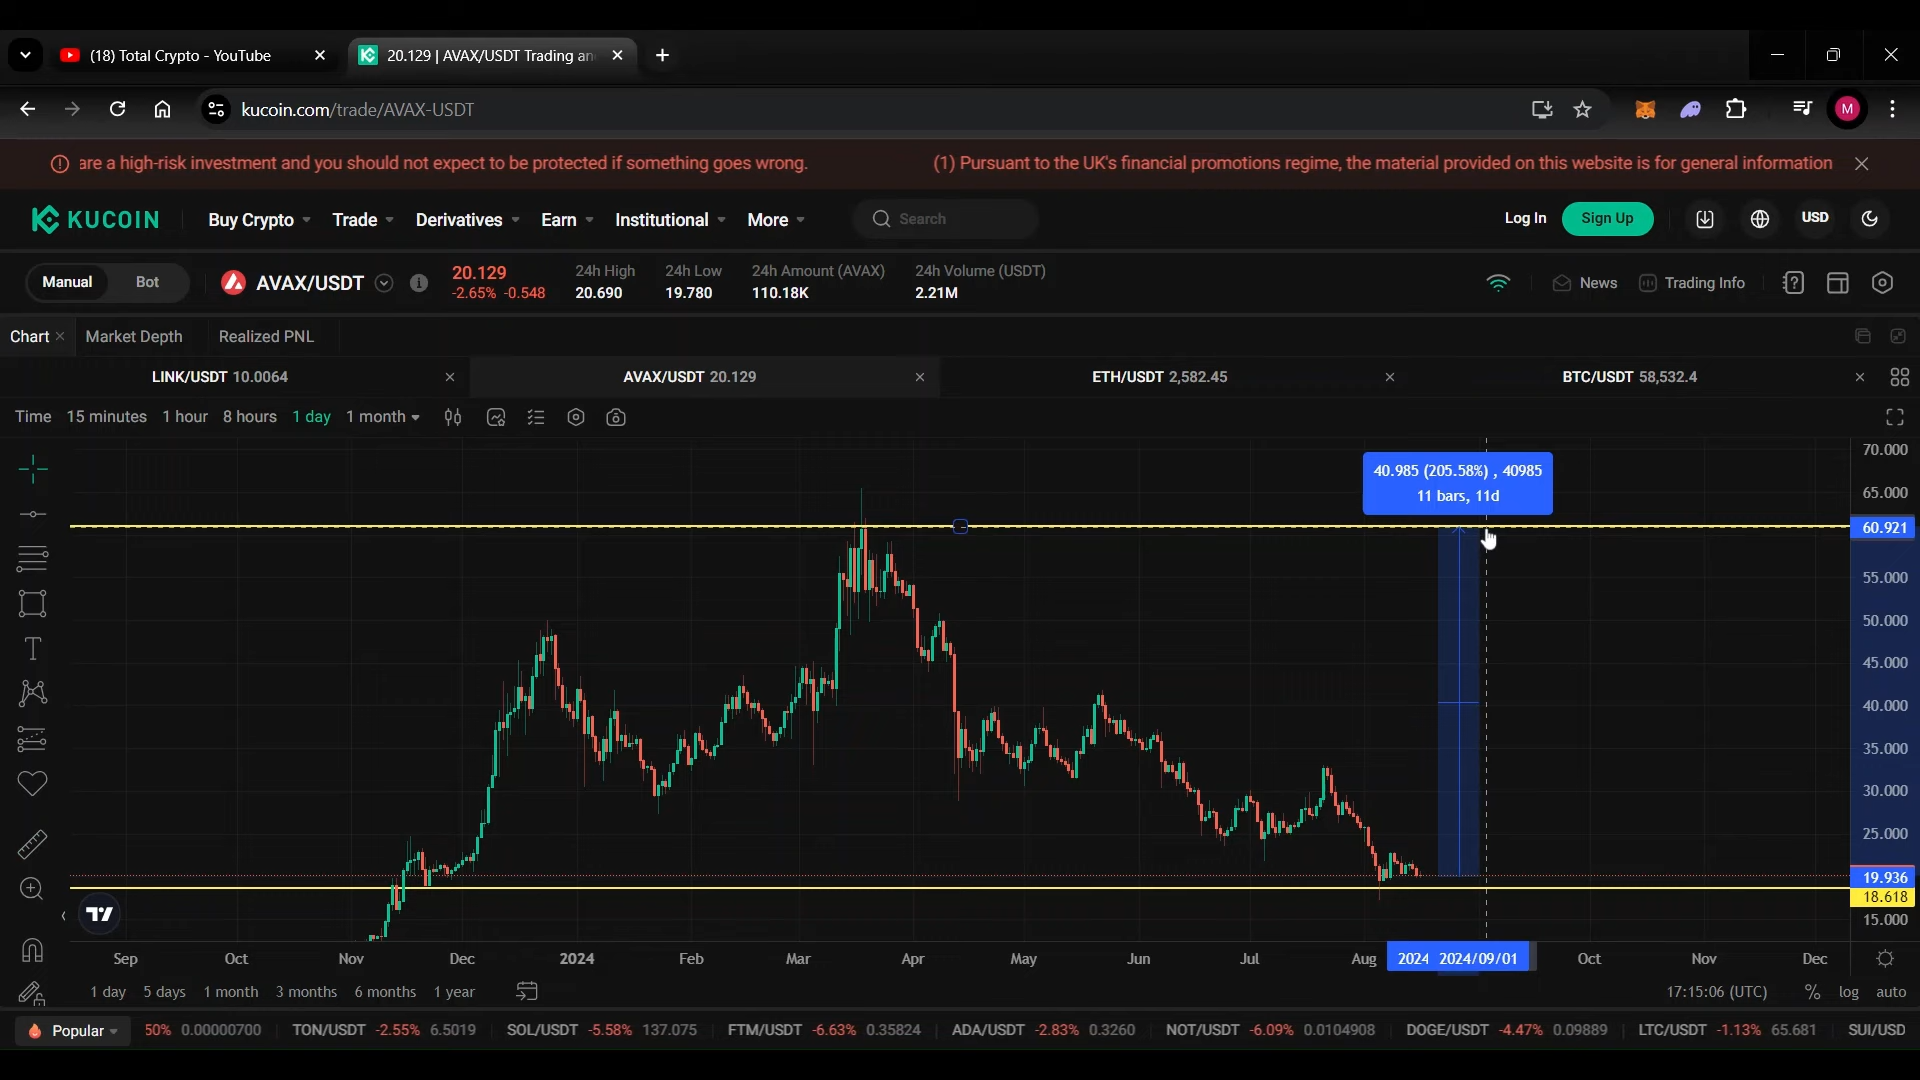 (18) Total Crypto - YouTube
20.129 | AVAX/USDT Trading an
kucoin.com/trade/AVAX-USDT
M
are a high-risk investment and you should not expect to be protected if something goes wrong.
(1) Pursuant to the UK's financial promotions regime, the material provided on this website is for general information
KUCOIN
Buy Crypto
Trade
Derivatives
Earn
Institutional
More
Search
Log In
Sign Up
USD
Manual
Bot
AVAX/USDT
20.129
-2.65% -0.548
24h High
20.690
24h Low
19.780
24h Amount (AVAX)
110.18K
24h Volume (USDT)
2.21M
News
Trading Info
Chart
Market Depth
Realized PNL
LINK/USDT 10.0064
AVAX/USDT 20.129
ETH/USDT 2,582.45
BTC/USDT 58,532.4
Time
15 minutes
1 hour
8 hours
1 day
1 month
40.985 (205.58%) , 40985
11 bars, 11d
70.000
65.000
60.921
55.000
50.000
45.000
40.000
35.000
30.000
25.000
19.936
18.618
15.000
Sep
Oct
Nov
Dec
2024
Feb
Mar
Apr
May
Jun
Jul
Aug
2024
2024/09/01
Oct
Nov
Dec
1 day
5 days
1 month
3 months
6 months
1 year
17:15:06 (UTC)
%
log
auto
Popular
50% 0.00000700
TON/USDT -2.55% 6.5019
SOL/USDT -5.58% 137.075
FTM/USDT -6.63% 0.35824
ADA/USDT -2.83% 0.3260
NOT/USDT -6.09% 0.0104908
DOGE/USDT -4.47% 0.09889
LTC/USDT -1.13% 65.681
SUI/USD